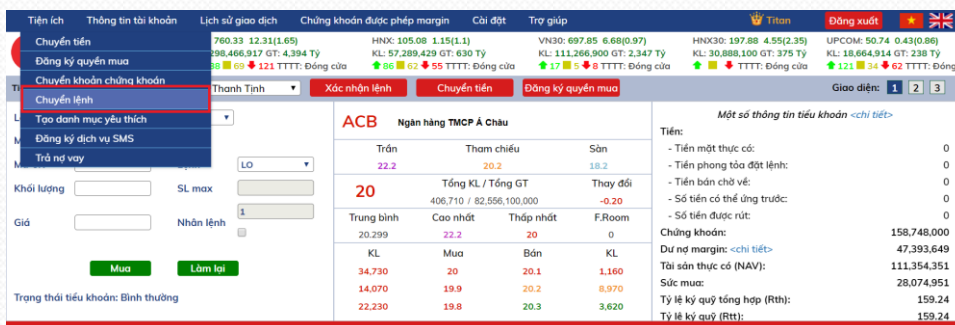 Tiện ích Thông tin tài khoản Lịch sử giao dịch Chứng khoán được phép margin Cài đặt Trợ giúp Titan Đăng xuất
Chuyển tiền
Đăng ký quyền mua
Chuyển khoản chứng khoán
Chuyển lệnh
Tạo danh mục yêu thích
Đăng ký dịch vụ SMS
Trả nợ vay
760.33 12.31(1.65) HNX: 105.08 1.15(1.1) VN30: 697.85 6.68(0.97) HNX30: 197.88 4.55(2.35) UPCOM: 50.74 0.43(0.86)
298,466,917 GT: 4,394 Tỷ KL: 57,289,429 GT: 630 Tỷ KL: 111,266,900 GT: 2,347 Tỷ KL: 30,888,100 GT: 375 Tỷ KL: 18,664,914 GT: 238 Tỷ
69 121 TTTT: Đóng cửa 86 62 55 TTTT: Đóng cửa 17 5 8 TTTT: Đóng cửa TTTT: Đóng cửa 121 34 62 TTTT: Đóng
Thanh Tịnh Xác nhận lệnh Chuyển tiền Đăng ký quyền mua Giao diện: 1 2 3
LO
Khối lượng SL max
Giá Nhân lệnh 1
Mua Làm lại
Trạng thái tiểu khoản: Bình thường
ACB Ngân hàng TMCP Á Châu
Trần Tham chiếu Sàn
22.2 20.2 18.2
20 Tổng KL / Tổng GT Thay đổi
406,710 / 82,556,100,000 -0.20
Trung bình Cao nhất Thấp nhất F.Room
20.299 22.2 20 0
KL Mua Bán KL
34,730 20 20.1 1,160
14,070 19.9 20.2 8,970
22,230 19.8 20.3 3,620
Một số thông tin tiểu khoản <chi tiết>
Tiền:
- Tiền mặt thực có: 0
- Tiền phong tỏa đặt lệnh: 0
- Tiền bán chờ về: 0
- Số tiền có thể ứng trước: 0
- Số tiền được rút: 0
Chứng khoán: 158,748,000
Dư nợ margin: <chi tiết> 47,393,649
Tài sản thực có (NAV): 111,354,351
Sức mua: 28,074,951
Tỷ lệ ký quỹ tổng hợp (Rth): 159.24
Tỷ lệ ký quỹ (Rtt): 159.24